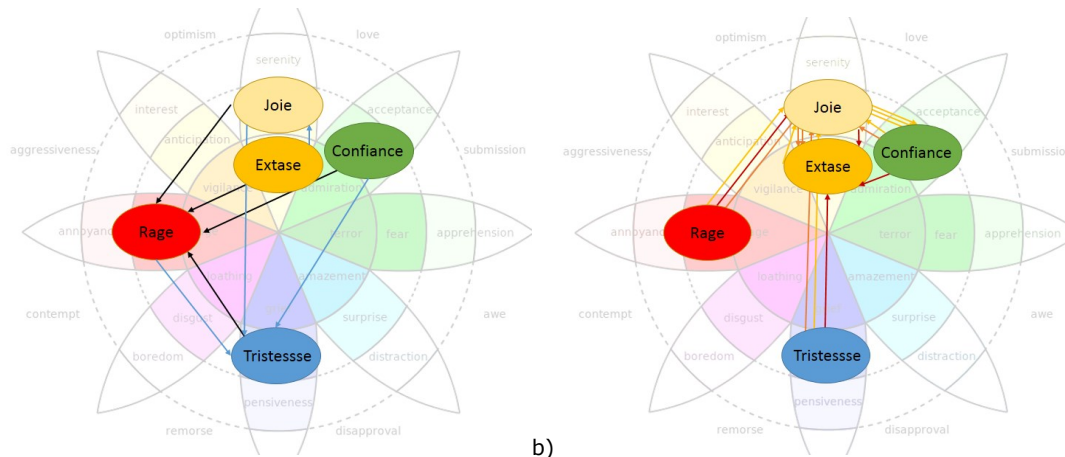 optimism
love
serenity
Joie
interest
acceptance
anticipation
aggressiveness
Extase
Confiance
submission
vigilance
admiration
annoyance
Rage
terror
fear
apprehension
loathing
amazement
disgust
surprise
contempt
awe
boredom
Tristessse
distraction
pensiveness
remorse
disapproval
b)
optimism
love
serenity
Joie
interest
acceptance
anticipation
aggressiveness
Extase
Confiance
submission
vigilance
admiration
annoyance
Rage
terror
fear
apprehension
loathing
amazement
disgust
surprise
contempt
awe
boredom
Tristessse
distraction
pensiveness
remorse
disapproval